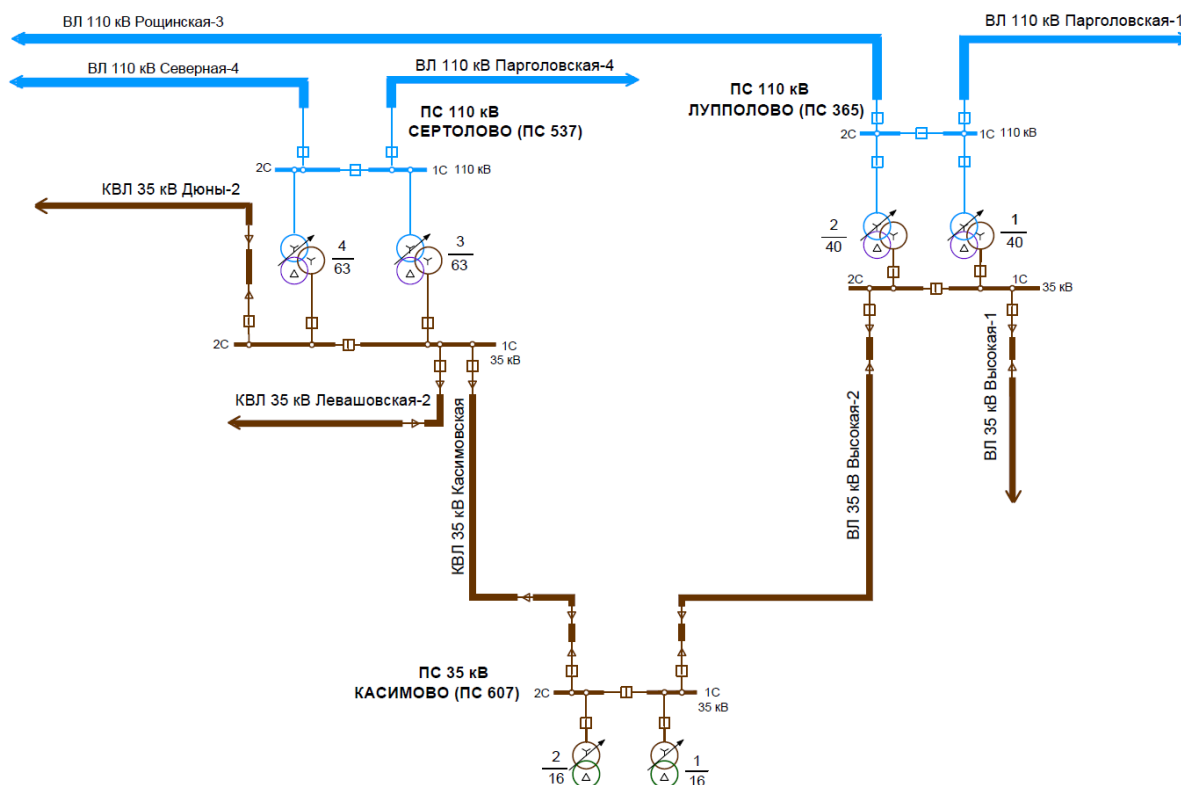 ВЛ 110 кВ Рощинская-3
ВЛ 110 кВ Парголовская-1
ВЛ 110 кВ Северная-4
ВЛ 110 кВ Парголовская-4
ПС 110 кВ
СЕРТОЛОВО (ПС 537)
ПС 110 кВ
ЛУППОЛОВО (ПС 365)
2С
1С 110 кВ
2С
1С 110 кВ
КВЛ 35 кВ Дюны-2
4
63
3
63
2
40
1
40
2С
1С
35 кВ
2С
1С
35 кВ
КВЛ 35 кВ Левашовская-2
КВЛ 35 кВ Касимовская
ВЛ 35 кВ Высокая-2
ВЛ 35 кВ Высокая-1
ПС 35 кВ
КАСИМОВО (ПС 607)
2С
1С
35 кВ
2
16
1
16